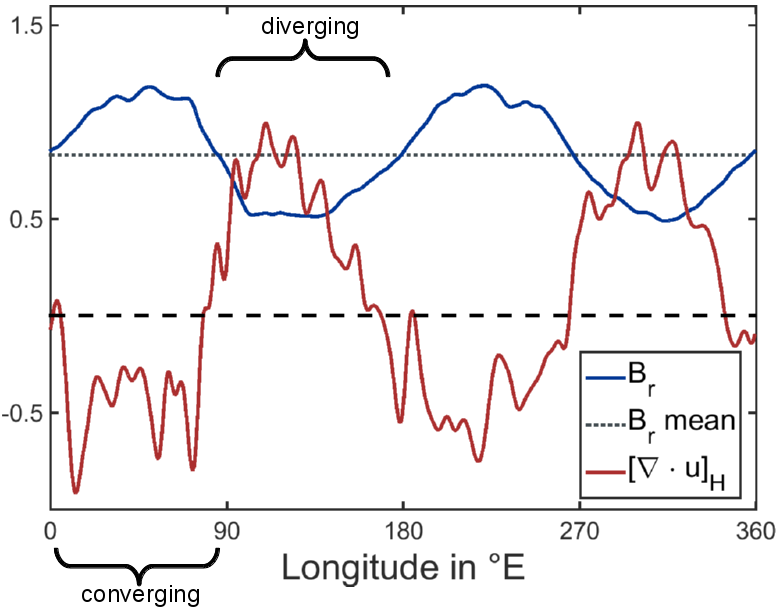 diverging
1.5
0.5
-0.5
B_r
B_r mean
[∇ · u]_H
0 90 180 270 360
Longitude in °E
converging